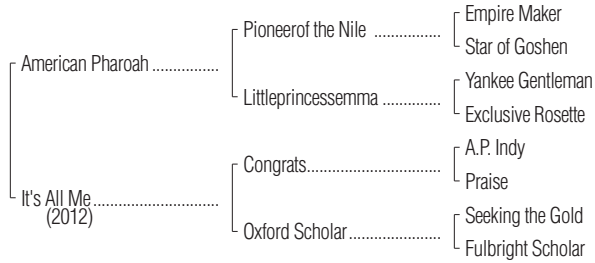 Empire Maker
Pioneerof the Nile ................
Star of Goshen
American Pharoah ................
Yankee Gentleman
Littleprincessemma ..............
Exclusive Rosette
A.P. Indy
Congrats................................
Praise
It's All Me..............................
(2012)
Seeking the Gold
Oxford Scholar......................
Fulbright Scholar